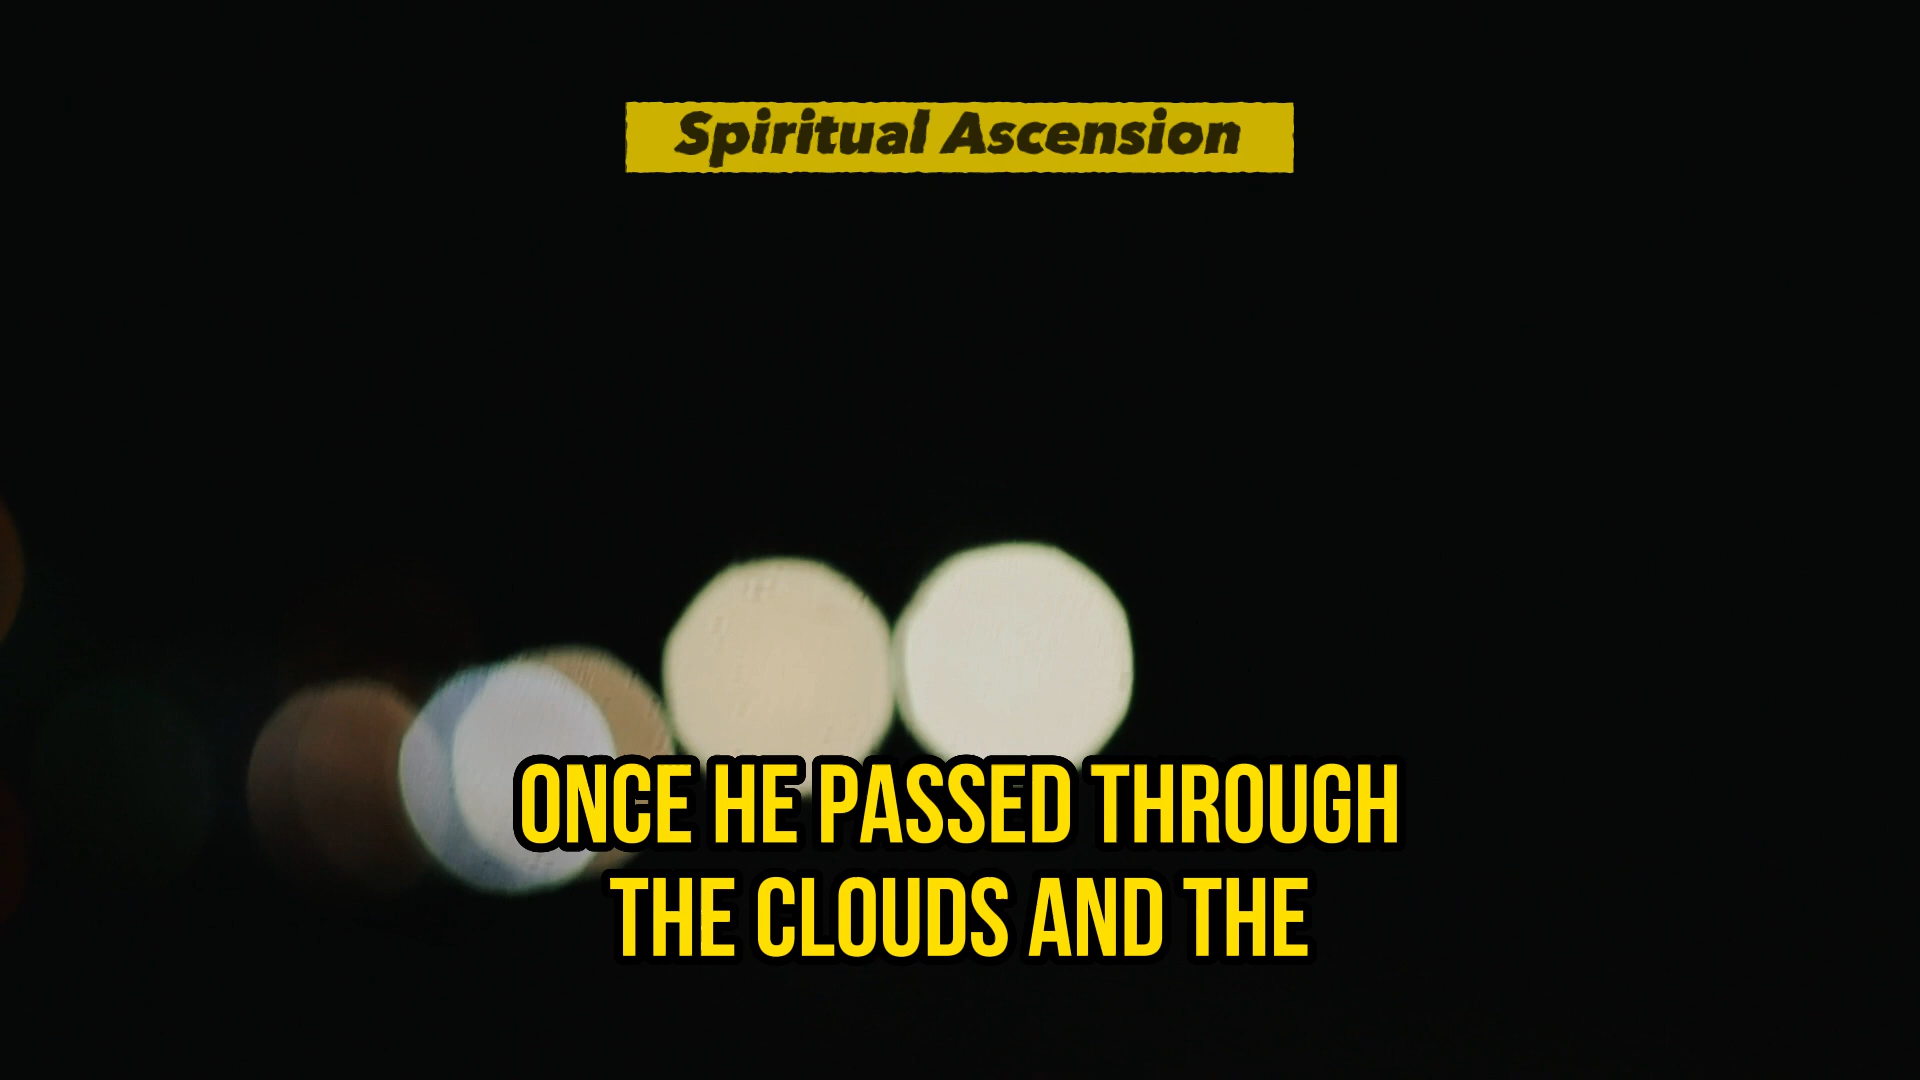 Spiritual Ascension
ONCE HE PASSED THROUGH
THE CLOUDS AND THE